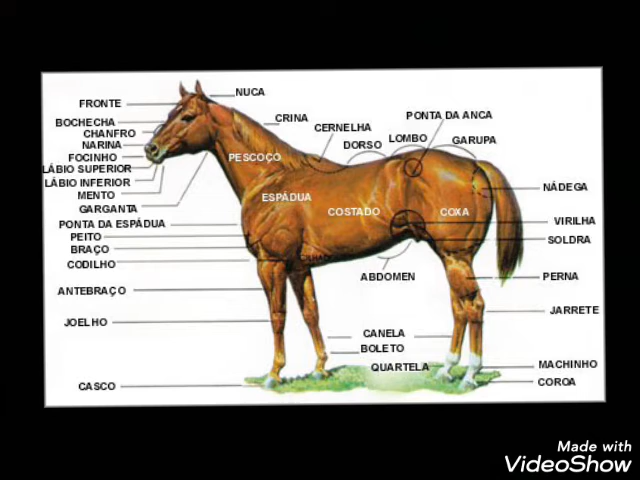 NUCA
FRONTE
BOCHECHA
CHANFRO
NARINA
FOCINHO
LÁBIO SUPERIOR
LÁBIO INFERIOR
MENTO
GARGANTA
PONTA DA ESPÁDUA
PEITO
BRAÇO
CODILHO
ANTEBRAÇO
JOELHO
CASCO
CRINA
CERNELHA
DORSO
LOMBO
PONTA DA ANCA
GARUPA
PESCOÇO
ESPÁDUA
COSTADO
COXA
NÁDEGA
VIRILHA
SOLDRA
ABDOMEN
PERNA
JARRETE
CANELA
BOLETO
QUARTELA
MACHINHO
COROA
Made with
VideoShow